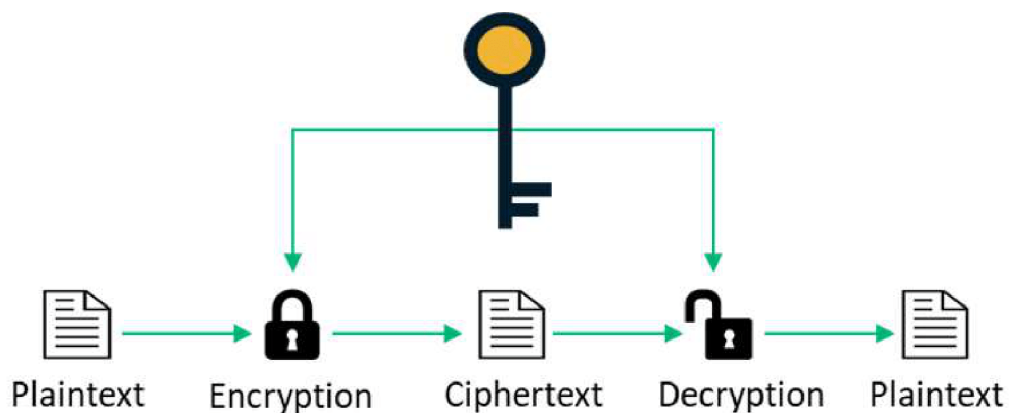 Plaintext
Encryption
Ciphertext
Decryption
Plaintext